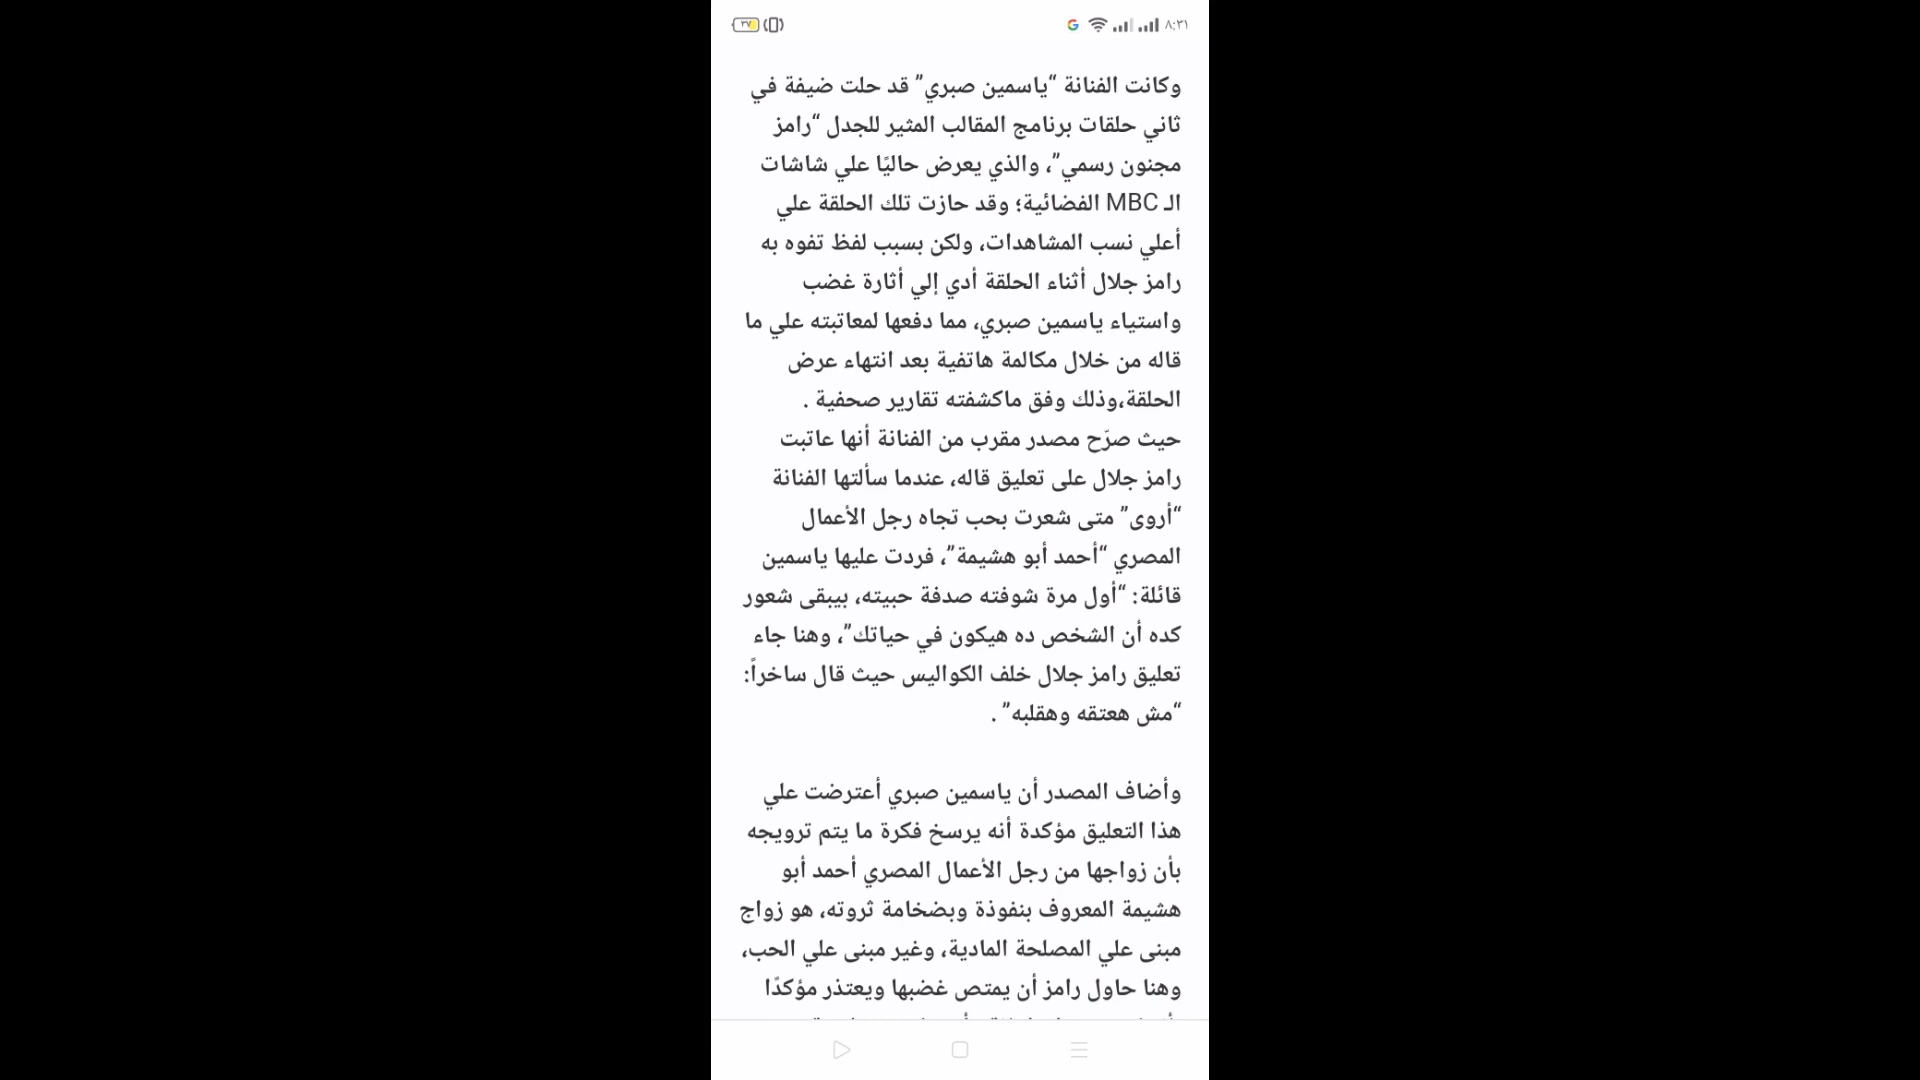 ٣٧
٨:٣١
وكانت الفنانة “ياسمين صبري” قد حلت ضيفة في
ثاني حلقات برنامج المقالب المثير للجدل “رامز
مجنون رسمي”، والذي يعرض حاليًا علي شاشات
الـ MBC الفضائية؛ وقد حازت تلك الحلقة علي
أعلي نسب المشاهدات، ولكن بسبب لفظ تفوه به
رامز جلال أثناء الحلقة أدي إلي أثارة غضب
واستياء ياسمين صبري، مما دفعها لمعاتبته علي ما
قاله من خلال مكالمة هاتفية بعد انتهاء عرض
الحلقة،وذلك وفق ماكشفته تقارير صحفية .
حيث صرّح مصدر مقرب من الفنانة أنها عاتبت
رامز جلال على تعليق قاله، عندما سألتها الفنانة
“أروى” متى شعرت بحب تجاه رجل الأعمال
المصري “أحمد أبو هشيمة”، فردت عليها ياسمين
قائلة: “أول مرة شوفته صدفة حبيته، بيبقى شعور
كده أن الشخص ده هيكون في حياتك”، وهنا جاء
تعليق رامز جلال خلف الكواليس حيث قال ساخراً:
“مش هعتقه وهقلبه” .
وأضاف المصدر أن ياسمين صبري أعترضت علي
هذا التعليق مؤكدة أنه يرسخ فكرة ما يتم ترويجه
بأن زواجها من رجل الأعمال المصري أحمد أبو
هشيمة المعروف بنفوذة وبضخامة ثروته، هو زواج
مبنى علي المصلحة المادية، وغير مبنى علي الحب،
وهنا حاول رامز أن يمتص غضبها ويعتذر مؤكدًا